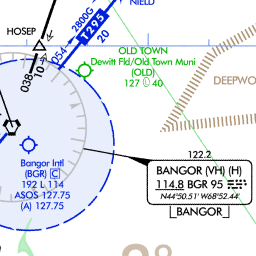 NIELD
HOSEP
2800G
T295
054
20
038
10
OLD TOWN
Dewitt Fld/Old Town Muni
(OLD)
127 L 40
DEEPWO
122.2
BANGOR (VH) (H)
114.8 BGR 95
N44°50.51' W68°52.44'
BANGOR
Bangor Intl
(BGR) C
192 L 114
ASOS 127.75
(A) 127.75